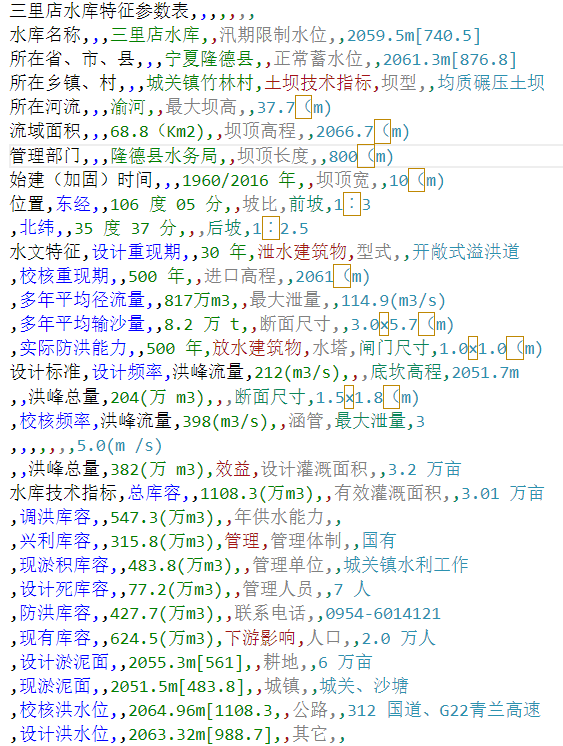 三里店水库特征参数表,,,,,,,
水库名称,,,三里店水库,,汛期限制水位,,2059.5m[740.5]
所在省、市、县,,,宁夏隆德县,,正常蓄水位,,2061.3m[876.8]
所在乡镇、村,,,城关镇竹林村,土坝技术指标,坝型,,均质碾压土坝
所在河流,,,渝河,,最大坝高,,37.7（m)
流域面积,,,68.8（Km2),,坝顶高程,,2066.7（m)
管理部门,,,隆德县水务局,,坝顶长度,,800（m)
始建（加固）时间,,,1960/2016 年,,坝顶宽,,10（m)
位置,东经,,106 度 05 分,,坡比,前坡,1：3
,北纬,,35 度 37 分,,,后坡,1：2.5
水文特征,设计重现期,,30 年,泄水建筑物,型式,,开敞式溢洪道
,校核重现期,,500 年,,进口高程,,2061（m)
,多年平均径流量,,817万m3,,最大泄量,,114.9(m3/s)
,多年平均输沙量,,8.2 万 t,,断面尺寸,,3.0×5.7（m)
,实际防洪能力,,500 年,放水建筑物,水塔,闸门尺寸,1.0×1.0（m)
设计标准,设计频率,洪峰流量,212(m3/s),,,底坎高程,2051.7m
,,洪峰总量,204(万 m3),,,断面尺寸,1.5×1.8（m)
,校核频率,洪峰流量,398(m3/s),,涵管,最大泄量,3
,,,,,,,5.0(m /s)
,,洪峰总量,382(万 m3),效益,设计灌溉面积,,3.2 万亩
水库技术指标,总库容,,1108.3(万m3),,有效灌溉面积,,3.01 万亩
,调洪库容,,547.3(万m3),,年供水能力,,
,兴利库容,,315.8(万m3),管理,管理体制,,国有
,现淤积库容,,483.8(万m3),,管理单位,,城关镇水利工作
,设计死库容,,77.2(万m3),,管理人员,,7 人
,防洪库容,,427.7(万m3),,联系电话,,0954-6014121
,现有库容,,624.5(万m3),下游影响,人口,,2.0 万人
,设计淤泥面,,2055.3m[561],,耕地,,6 万亩
,现淤泥面,,2051.5m[483.8],,城镇,,城关、沙塘
,校核洪水位,,2064.96m[1108.3,,公路,,312 国道、G22青兰高速
,设计洪水位,,2063.32m[988.7],,其它,,